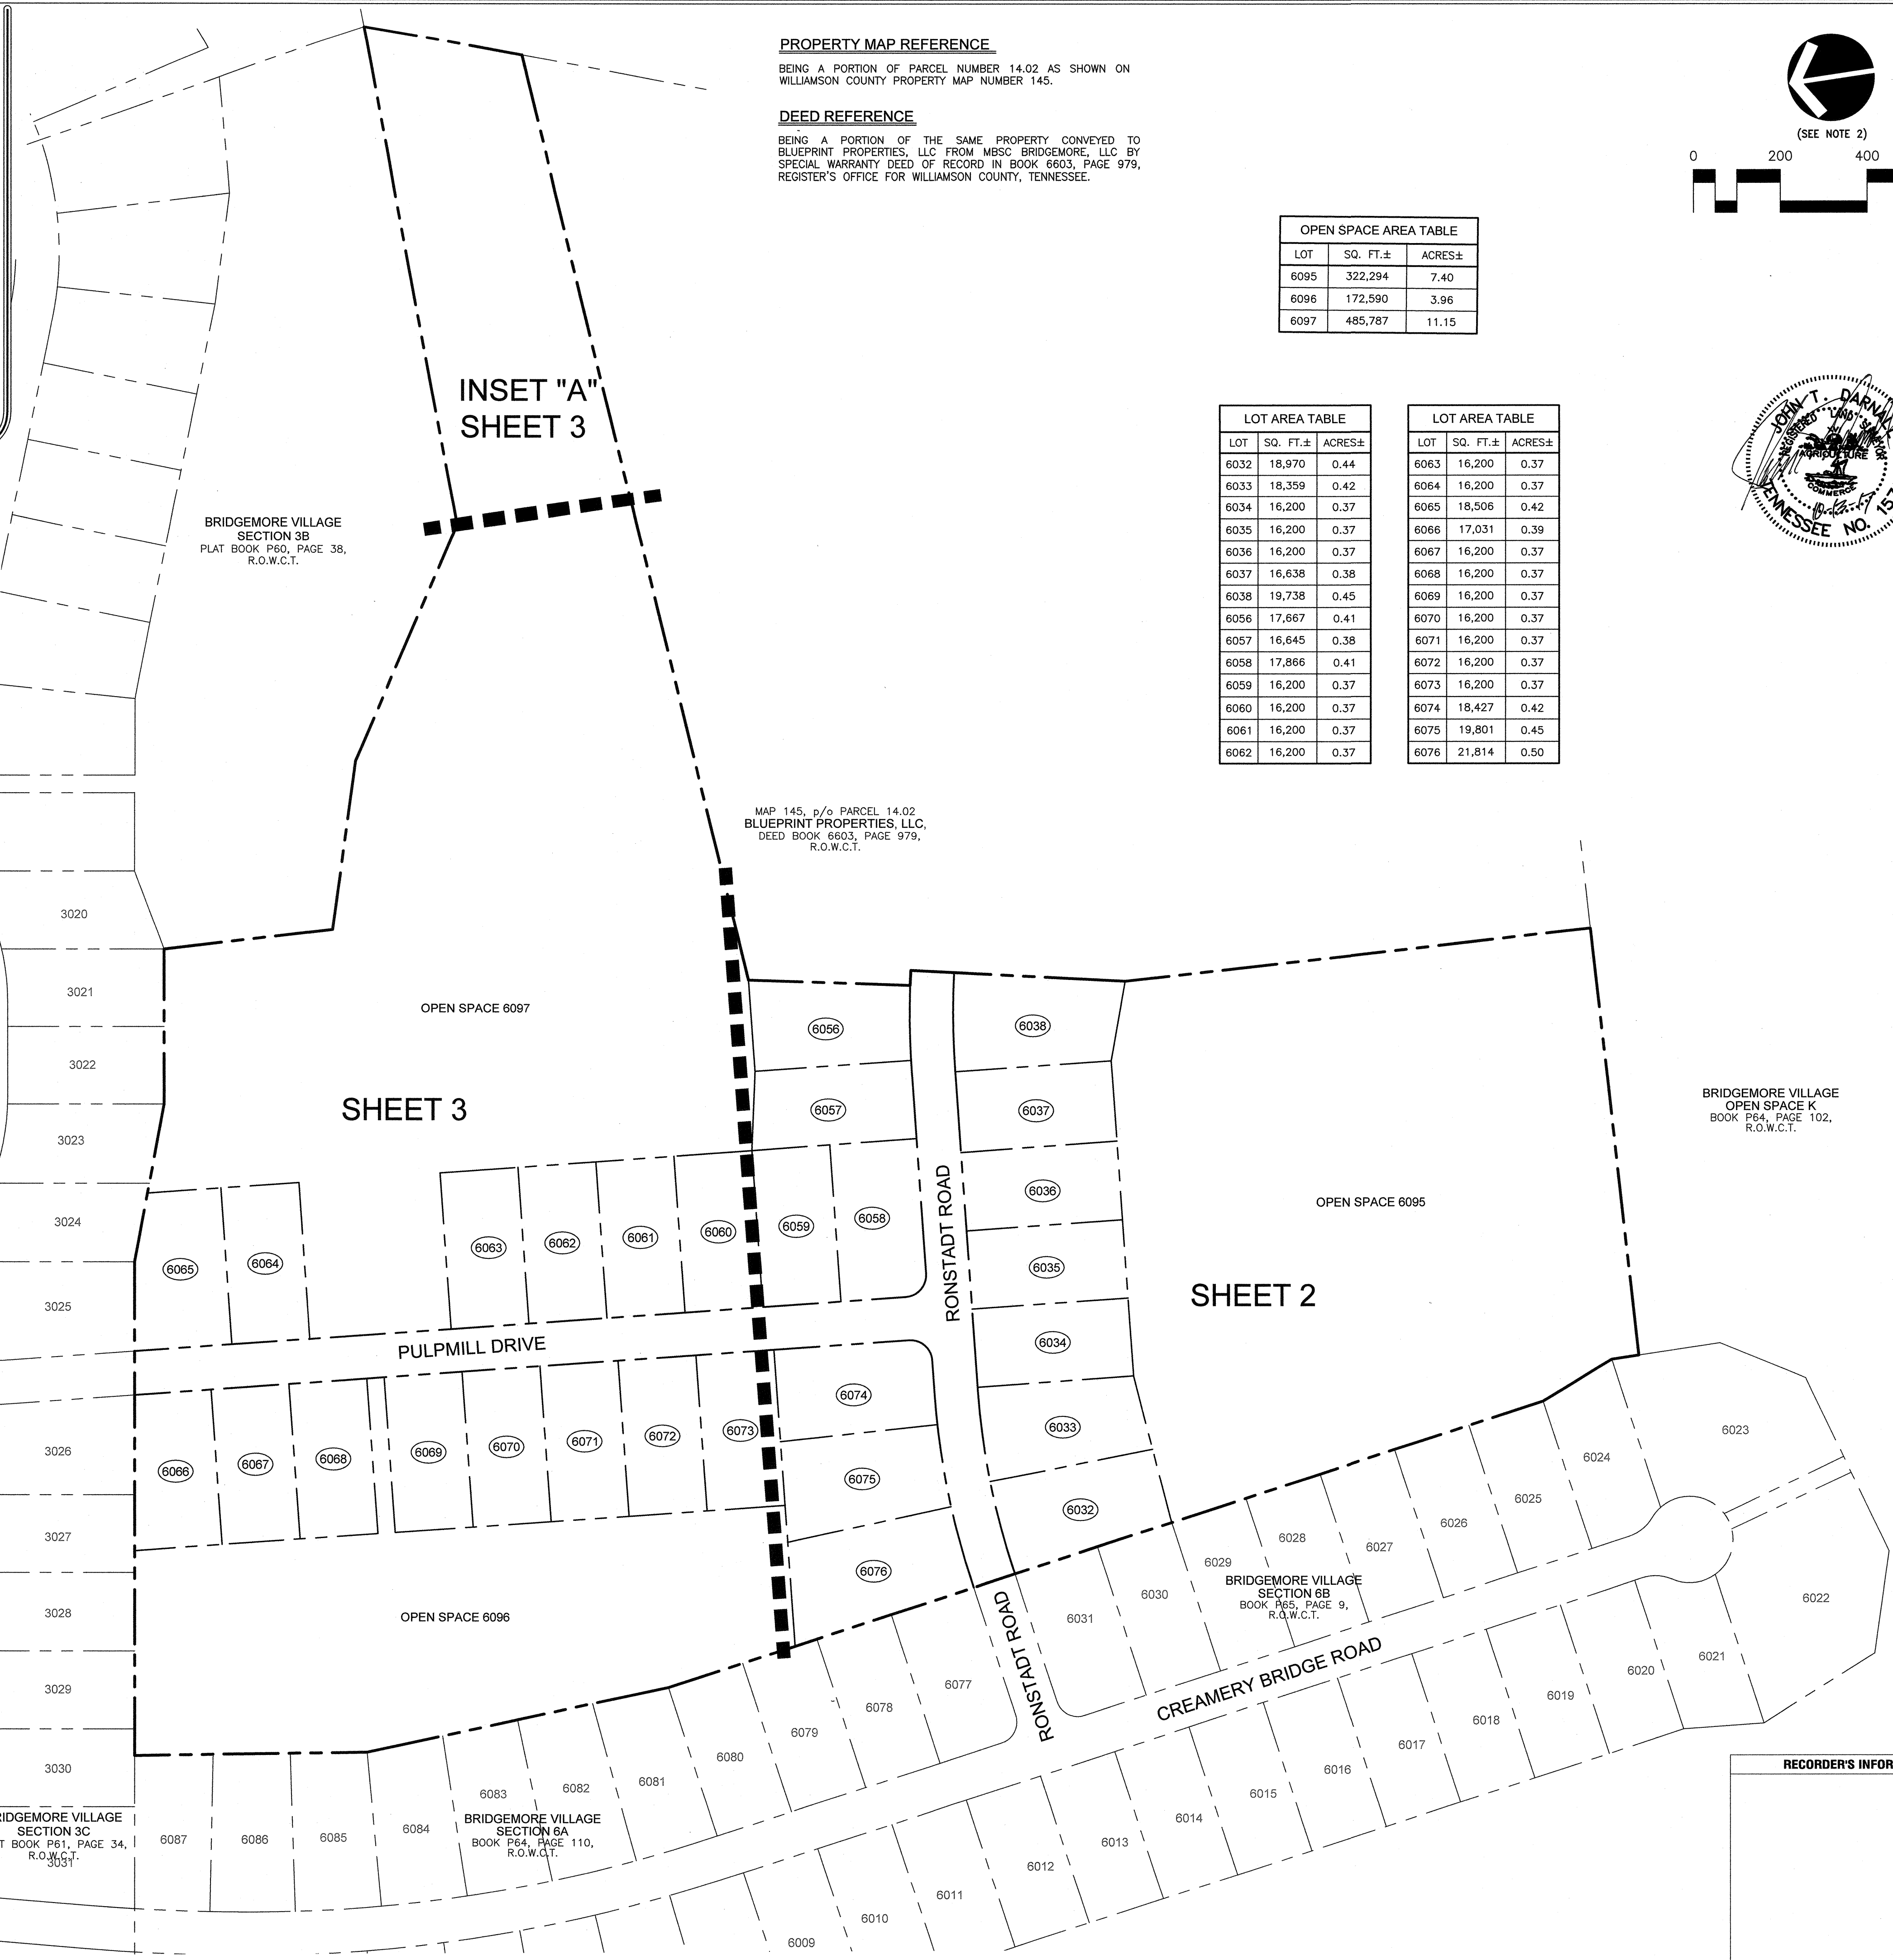 PROPERTY MAP REFERENCE
BEING A PORTION OF PARCEL NUMBER 14.02 AS SHOWN ON
WILLIAMSON COUNTY PROPERTY MAP NUMBER 145.
DEED REFERENCE
BEING A PORTION OF THE SAME PROPERTY CONVEYED TO
BLUEPRINT PROPERTIES, LLC FROM MBSC BRIDGEMORE, LLC BY
SPECIAL WARRANTY DEED OF RECORD IN BOOK 6603, PAGE 979,
REGISTER'S OFFICE FOR WILLIAMSON COUNTY, TENNESSEE.
(SEE NOTE 2)
0 200 400
OPEN SPACE AREA TABLE
LOT SQ. FT.± ACRES±
6095 322,294 7.40
6096 172,590 3.96
6097 485,787 11.15
LOT AREA TABLE
LOT SQ. FT.± ACRES±
6032 18,970 0.44
6033 18,359 0.42
6034 16,200 0.37
6035 16,200 0.37
6036 16,200 0.37
6037 16,638 0.38
6038 19,738 0.45
6056 17,667 0.41
6057 16,645 0.38
6058 17,866 0.41
6059 16,200 0.37
6060 16,200 0.37
6061 16,200 0.37
6062 16,200 0.37
LOT AREA TABLE
LOT SQ. FT.± ACRES±
6063 16,200 0.37
6064 16,200 0.37
6065 18,506 0.42
6066 17,031 0.39
6067 16,200 0.37
6068 16,200 0.37
6069 16,200 0.37
6070 16,200 0.37
6071 16,200 0.37
6072 16,200 0.37
6073 16,200 0.37
6074 18,427 0.42
6075 19,801 0.45
6076 21,814 0.50
JOHN T.
REGISTERED LAND
AGRICULTURE
COMMERCE
TENNESSEE NO.
INSET "A"
SHEET 3
BRIDGEMORE VILLAGE
SECTION 3B
PLAT BOOK P60, PAGE 38,
R.O.W.C.T.
MAP 145, p/o PARCEL 14.02
BLUEPRINT PROPERTIES, LLC,
DEED BOOK 6603, PAGE 979,
R.O.W.C.T.
3020
3021
3022
3023
3024
3025
3026
3027
3028
3029
3030
3031
OPEN SPACE 6097
SHEET 3
6056
6057
6038
6037
6036
6035
6034
6033
6032
6065
6064
6063
6062
6061
6060
6059
6058
RONSTADT ROAD
OPEN SPACE 6095
SHEET 2
BRIDGEMORE VILLAGE
OPEN SPACE K
BOOK P64, PAGE 102,
R.O.W.C.T.
PULPMILL DRIVE
6066
6067
6068
6069
6070
6071
6072
6073
6074
6075
6076
OPEN SPACE 6096
6023
6024
6025
6026
6027
6028
6029
6030
6031
BRIDGEMORE VILLAGE
SECTION 6B
BOOK P65, PAGE 9,
R.O.W.C.T.
RONSTADT ROAD
CREAMERY BRIDGE ROAD
6022
6021
6020
6019
6018
6017
6016
6015
6014
6013
6012
6011
6010
6009
6077
6078
6079
6080
6081
6082
6083
6084
6085
6086
6087
BRIDGEMORE VILLAGE
SECTION 6A
BOOK P64, PAGE 110,
R.O.W.C.T.
RIDGEMORE VILLAGE
SECTION 3C
T BOOK P61, PAGE 34,
R.O.W.C.T.
RECORDER'S INFOR